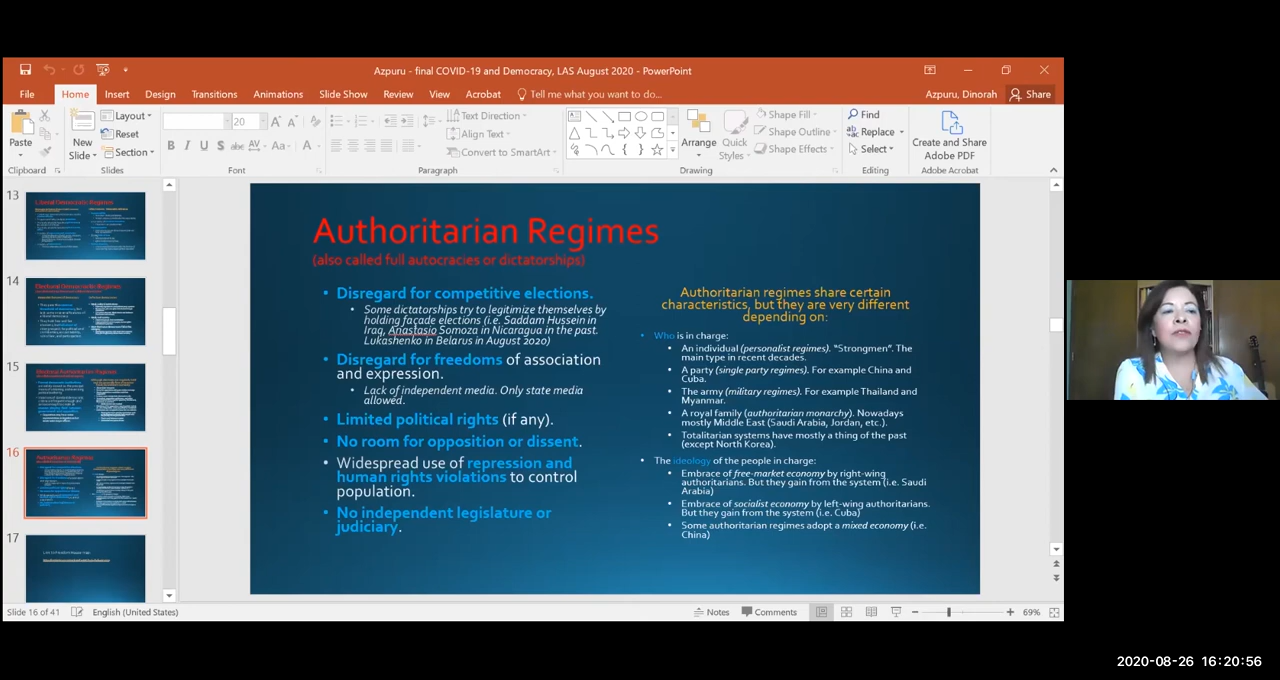 Azpuru - final COVID-19 and Democracy, LAS August 2020 - PowerPoint
File Home Insert Design Transitions Animations Slide Show Review View Acrobat Tell me what you want to do... Azpuru, Dinorah Share
Paste
New
Slide
Layout
Reset
Section
20
B I U S abc AV Aa A
Text Direction
Align Text
Convert to SmartArt
Arrange
Quick
Styles
Shape Fill
Shape Outline
Shape Effects
Find
Replace
Select
Create and Share
Adobe PDF
Clipboard Slides Font Paragraph Drawing Editing Adobe Acrobat
13
Liberal Democratic Regimes
14
Electoral Democratic Regimes
15
16
Authoritarian Regimes
17
Authoritarian Regimes
(also called full autocracies or dictatorships)
• Disregard for competitive elections.
• Some dictatorships try to legitimize themselves by
holding façade elections (i.e. Saddam Hussein in
Iraq, Anastasio Somoza in Nicaragua in the past.
Lukashenko in Belarus in August 2020)
• Disregard for freedoms of association
and expression.
• Lack of independent media. Only state media
allowed.
• Limited political rights (if any).
• No room for opposition or dissent.
• Widespread use of repression and
human rights violations to control
population.
• No independent legislature or
judiciary.
Authoritarian regimes share certain
characteristics, but they are very different
depending on:
• Who is in charge:
• An individual (personalist regimes). "Strongmen". The
main type in recent decades.
• A party (single party regimes). For example China and
Cuba.
• The army (military regimes). For example Thailand and
Myanmar.
• A royal family (authoritarian monarchy). Nowadays
mostly Middle East (Saudi Arabia, Jordan, etc.).
• Totalitarian systems have mostly a thing of the past
(except North Korea).
• The ideology of the people in charge:
• Embrace of free-market economy by right-wing
authoritarians. But they gain from the system (i.e. Saudi
Arabia)
• Embrace of socialist economy by left-wing authoritarians.
But they gain from the system (i.e. Cuba)
• Some authoritarian regimes adopt a mixed economy (i.e.
China)
Slide 16 of 41 English (United States) Notes Comments 69%
2020-08-26 16:20:56